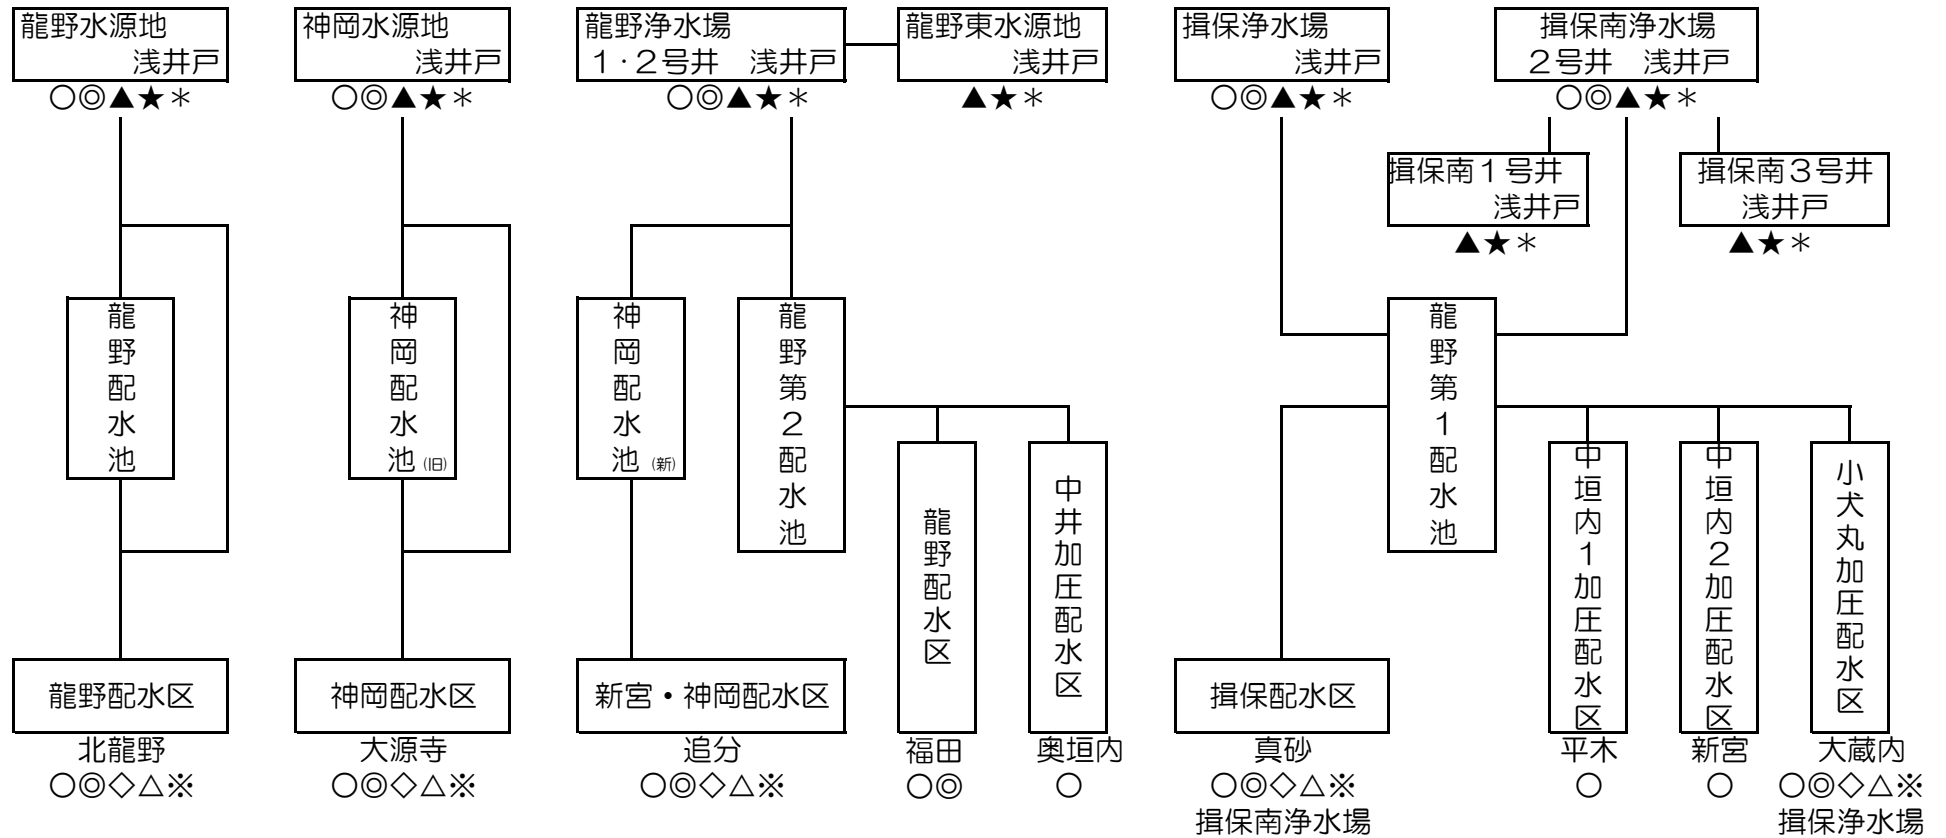 龍野水源地
浅井戸
○◎▲★＊
神岡水源地
浅井戸
○◎▲★＊
龍野浄水場
１・２号井　浅井戸
○◎▲★＊
龍野東水源地
浅井戸
▲★＊
揖保浄水場
浅井戸
○◎▲★＊
揖保南浄水場
２号井　浅井戸
○◎▲★＊
揖保南１号井
浅井戸
▲★＊
揖保南３号井
浅井戸
▲★＊
龍野配水池
神岡配水池(旧)
神岡配水池(新)
龍野第２配水池
龍野第１配水池
龍野配水区
北龍野
○◎◇△※
神岡配水区
大源寺
○◎◇△※
新宮・神岡配水区
追分
○◎◇△※
龍野配水区
福田
○◎
中井加圧配水区
奥垣内
○
揖保配水区
真砂
○◎◇△※
揖保南浄水場
中垣内１加圧配水区
平木
○
中垣内２加圧配水区
新宮
○
小犬丸加圧配水区
大蔵内
○◎◇△※
揖保浄水場